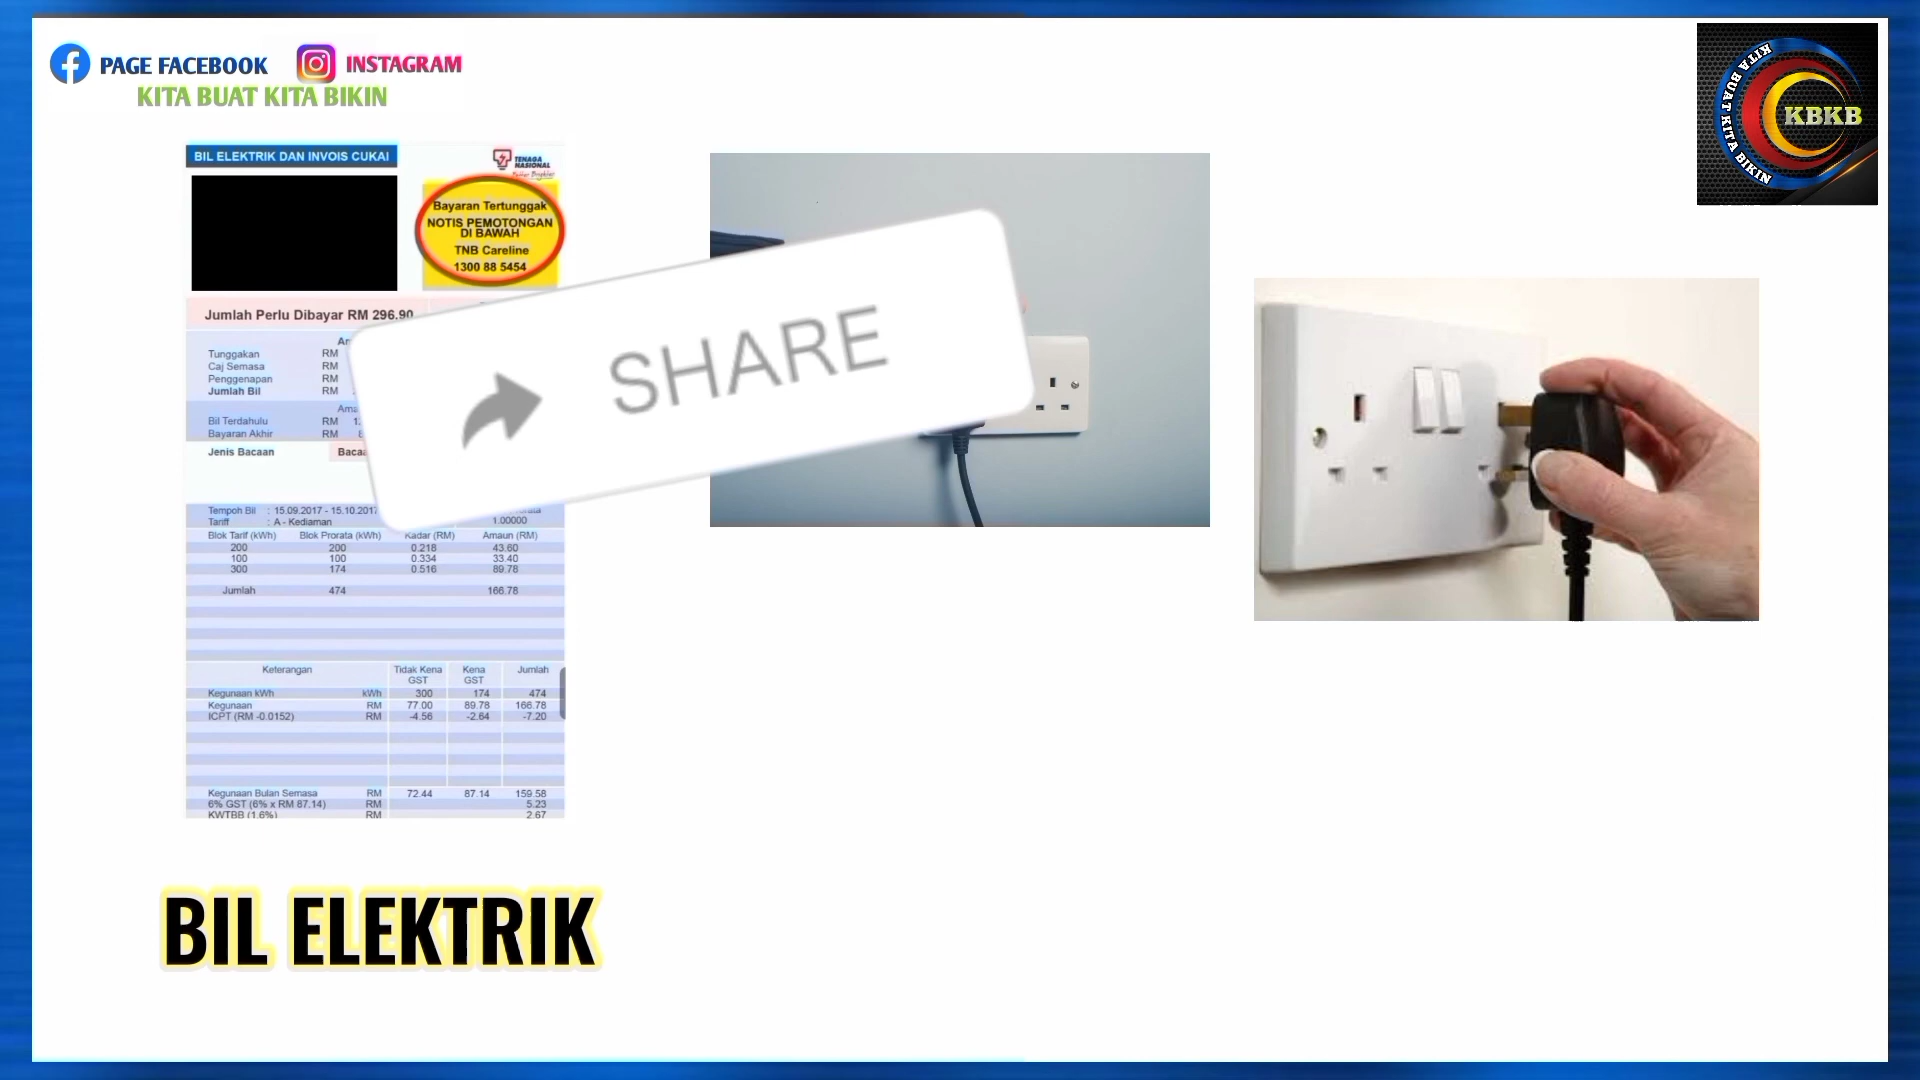 PAGE FACEBOOK INSTAGRAM
KITA BUAT KITA BIKIN
KITA BUAT KITA BIKIN
KBKB
BIL ELEKTRIK DAN INVOIS CUKAI
TENAGA
NASIONAL
Bayaran Tertunggak
NOTIS PEMOTONGAN
DI BAWAH
TNB Careline
1300 88 5454
Jumlah Perlu Dibayar RM 296.90
Tunggakan RM
Caj Semasa RM
Penggenapan RM
Jumlah Bil RM
Bil Terdahulu RM
Bayaran Akhir RM
Jenis Bacaan
SHARE
Tempoh Bil : 15.09.2017 - 15.10.2017
Tariff : A - Kediaman 1.00000
Blok Tarif (kWh) Blok Prorata (kWh) Kadar (RM) Amaun (RM)
200 200 0.218 43.60
100 100 0.334 33.40
300 174 0.516 89.78
Jumlah 474 166.78
Keterangan Tidak Kena GST Kena GST Jumlah
Kegunaan kWh kWh 300 174 474
Kegunaan RM 77.00 89.78 166.78
ICPT (RM -0.0152) RM -4.56 -2.64 -7.20
Kegunaan Bulan Semasa RM 72.44 87.14 159.58
6% GST (6% x RM 87.14) RM 5.23
KWTBB (1.6%) RM 2.67
BIL ELEKTRIK